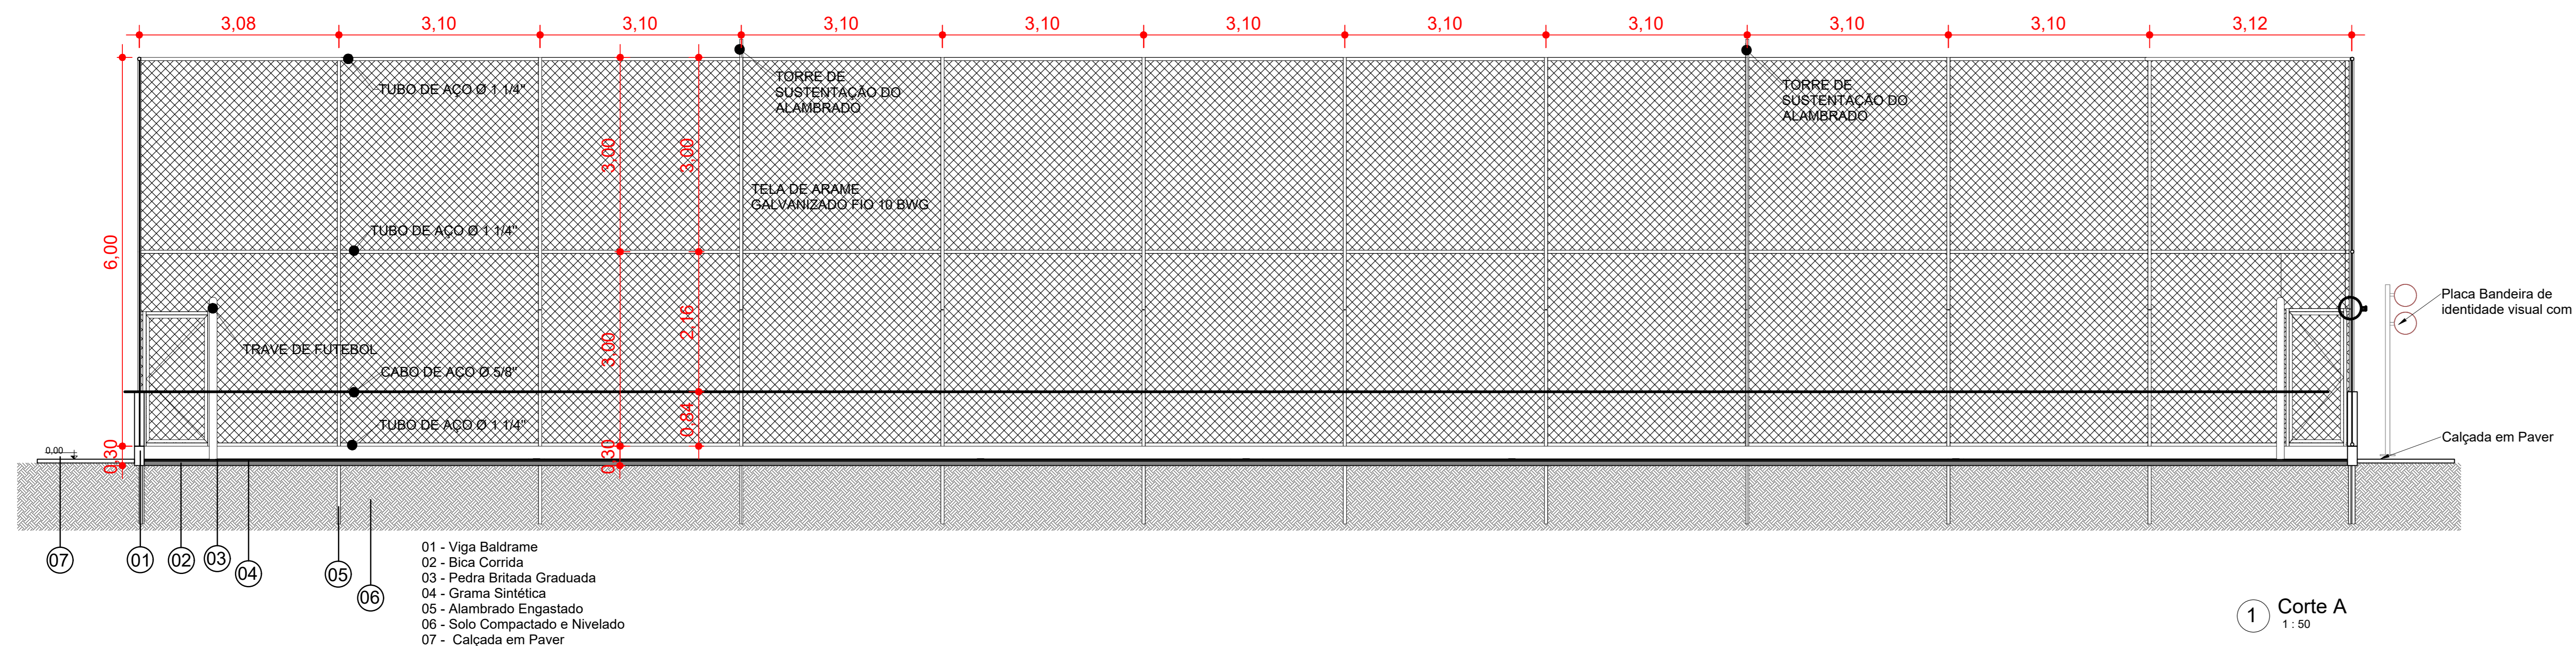 3,08
3,10
3,10
3,10
3,10
3,10
3,10
3,10
3,10
3,10
3,12
TUBO DE AÇO Ø 1 1/4"
TORRE DE
SUSTENTAÇÃO DO
ALAMBRADO
TORRE DE
SUSTENTAÇÃO DO
ALAMBRADO
3,00
3,00
TELA DE ARAME
GALVANIZADO FIO 10 BWG
TUBO DE AÇO Ø 1 1/4"
6,00
2,16
3,00
TRAVE DE FUTEBOL
CABO DE AÇO Ø 5/8"
0,84
TUBO DE AÇO Ø 1 1/4"
Placa Bandeira de
identidade visual com
Calçada em Paver
0,00
0,30
0,30
07
01
02
03
04
05
06
01 - Viga Baldrame
02 - Bica Corrida
03 - Pedra Britada Graduada
04 - Grama Sintética
05 - Alambrado Engastado
06 - Solo Compactado e Nivelado
07 - Calçada em Paver
1
Corte A
1 : 50